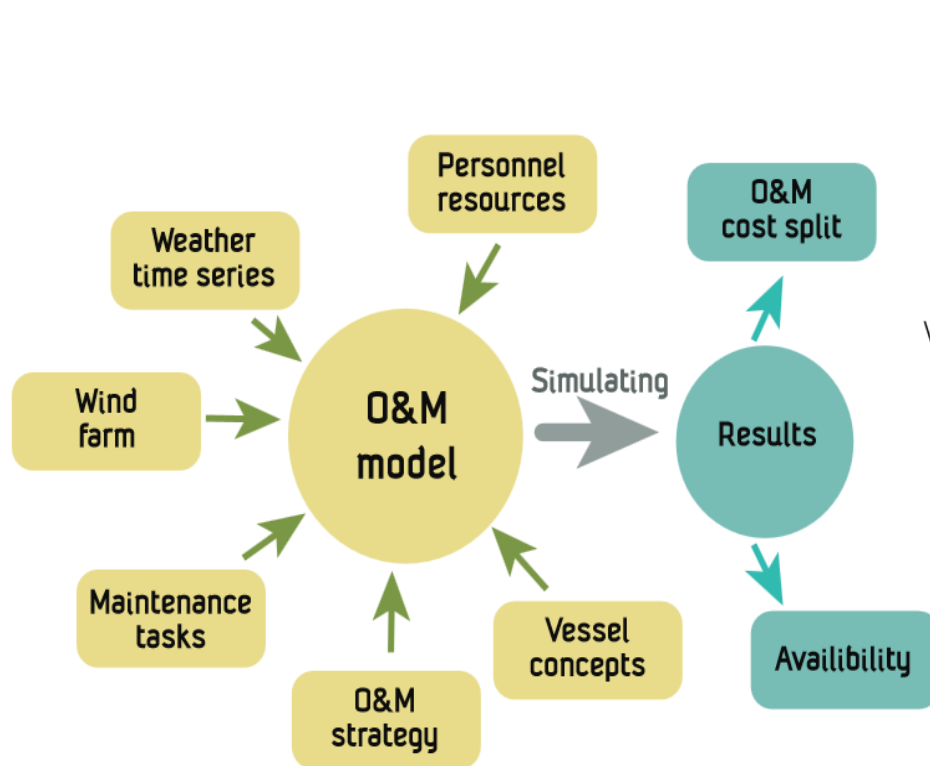 Personnel
resources
O&M
cost split
Weather
time series
Simulating
Wind
farm
O&M
model
Results
Maintenance
tasks
Vessel
concepts
Availibility
O&M
strategy